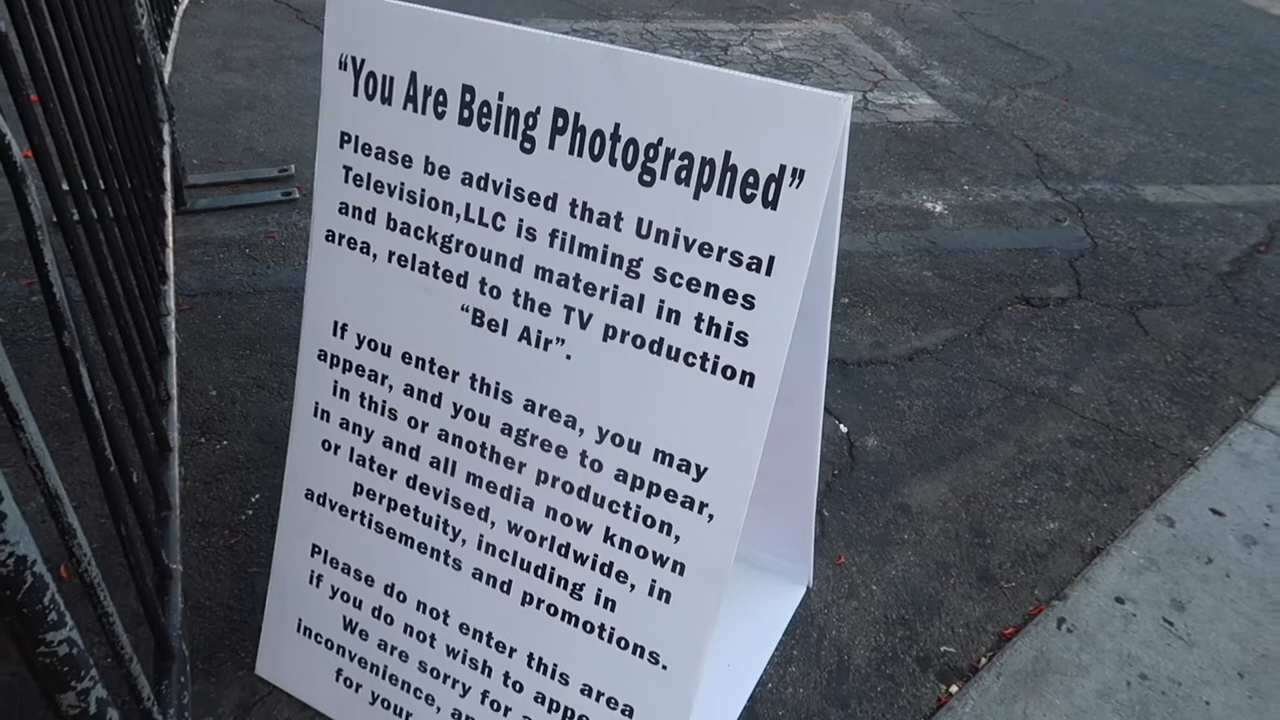 “You Are Being Photographed”
Please be advised that Universal
Television,LLC is filming scenes
and background material in this
area, related to the TV production
“Bel Air”.
If you enter this area, you may
appear, and you agree to appear,
in this or another production,
in any and all media now known
or later devised, worldwide, in
perpetuity, including in
advertisements and promotions.
Please do not enter this area
if you do not wish to
We are sorry for
inconvenience,
for your